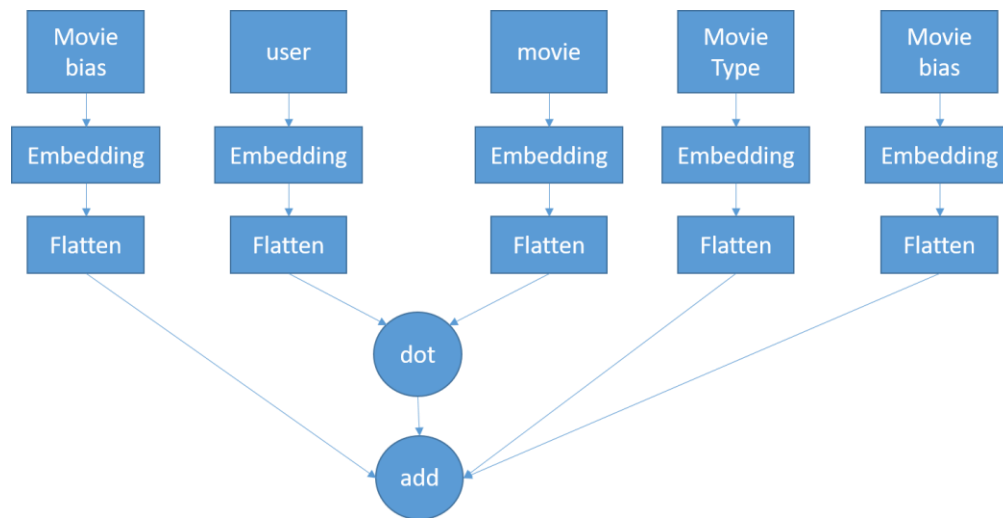 Movie
bias
user
movie
Movie
Type
Movie
bias
Embedding
Embedding
Embedding
Embedding
Embedding
Flatten
Flatten
Flatten
Flatten
Flatten
dot
add